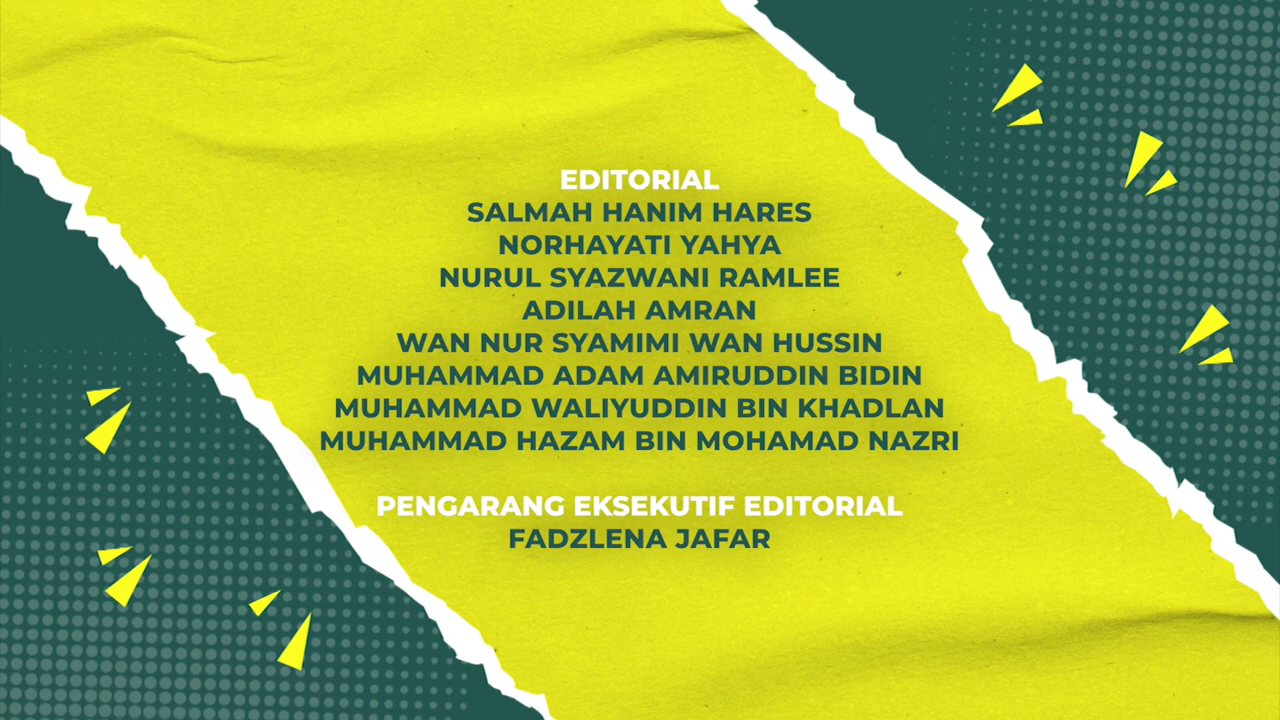 EDITORIAL
SALMAH HANIM HARES
NORHAYATI YAHYA
NURUL SYAZWANI RAMLEE
ADILAH AMRAN
WAN NUR SYAMIMI WAN HUSSIN
MUHAMMAD ADAM AMIRUDDIN BIDIN
MUHAMMAD WALIYUDDIN BIN KHADLAN
MUHAMMAD HAZAM BIN MOHAMAD NAZRI
PENGARANG EKSEKUTIF EDITORIAL
FADZLENA JAFAR